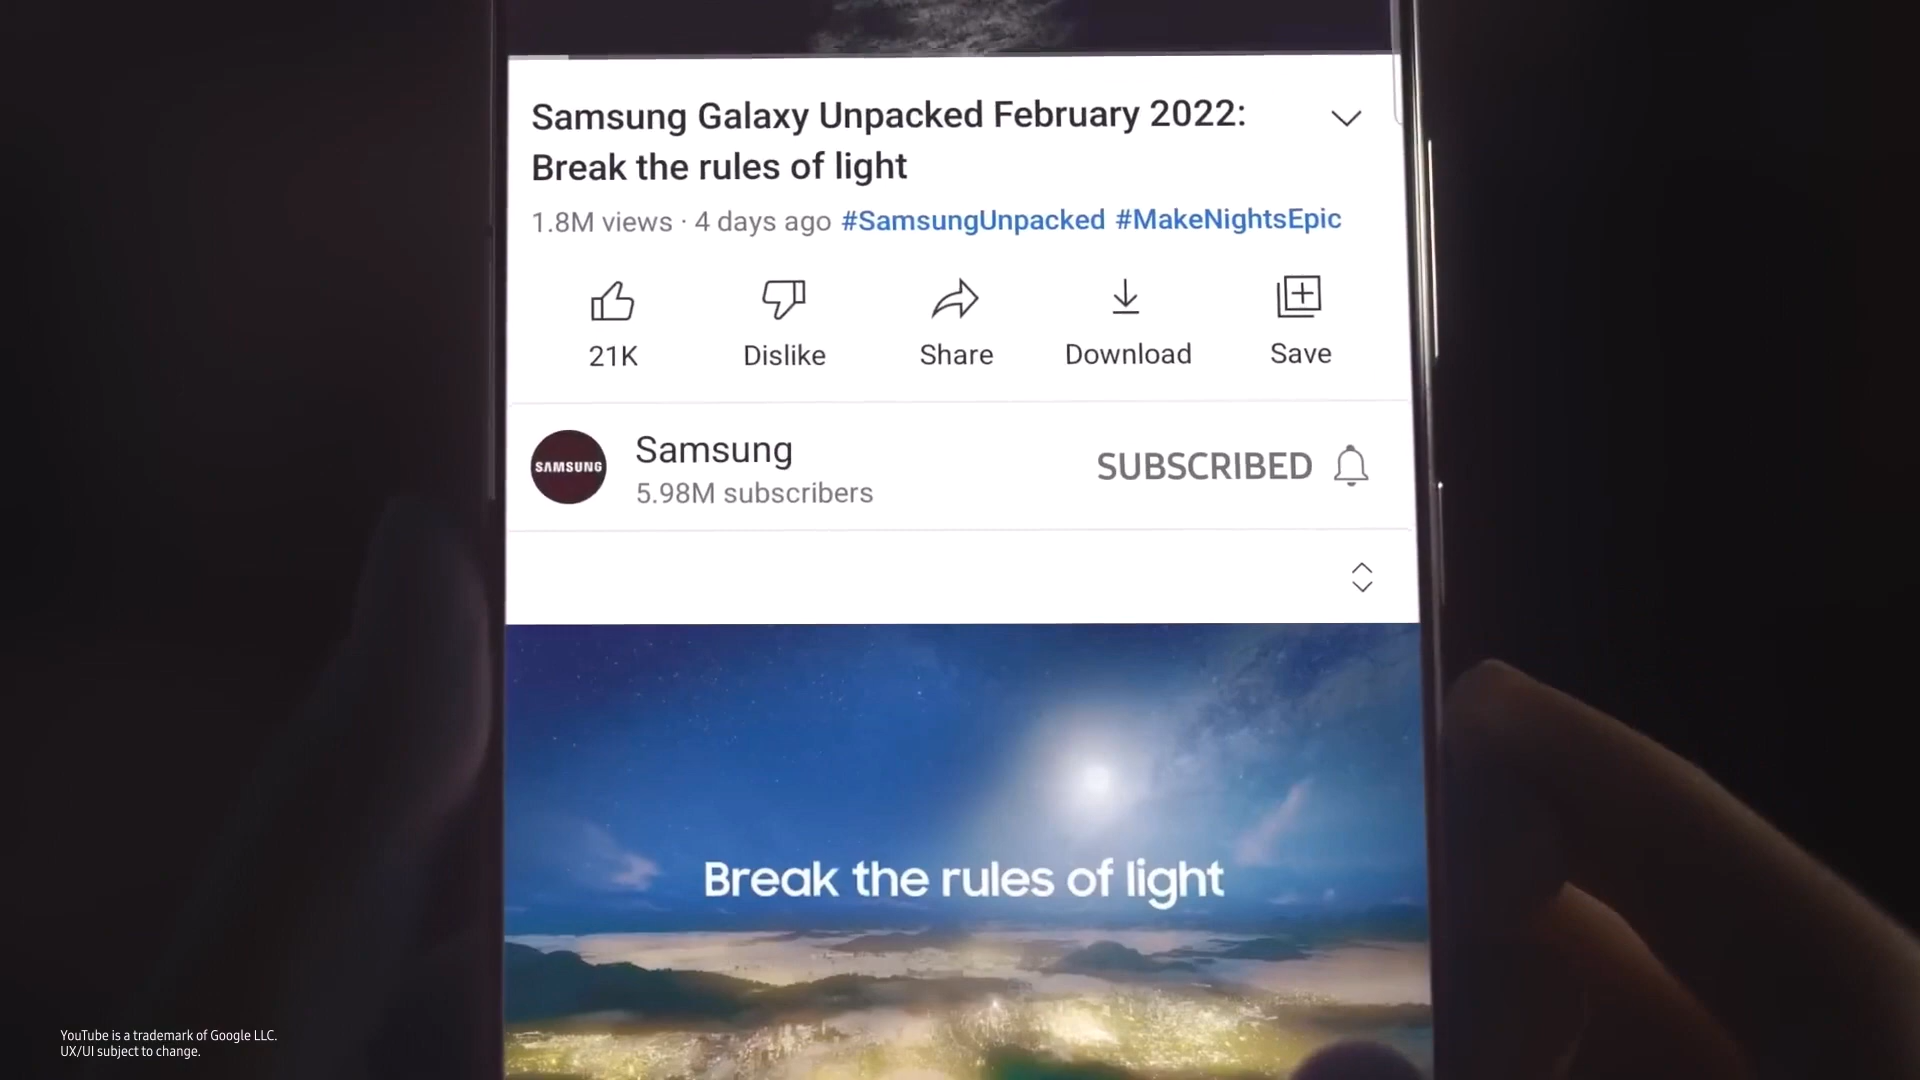 Samsung Galaxy Unpacked February 2022:
Break the rules of light
1.8M views · 4 days ago #SamsungUnpacked #MakeNightsEpic
21K Dislike Share Download Save
SAMSUNG
Samsung
5.98M subscribers
SUBSCRIBED
Break the rules of light
YouTube is a trademark of Google LLC.
UX/UI subject to change.